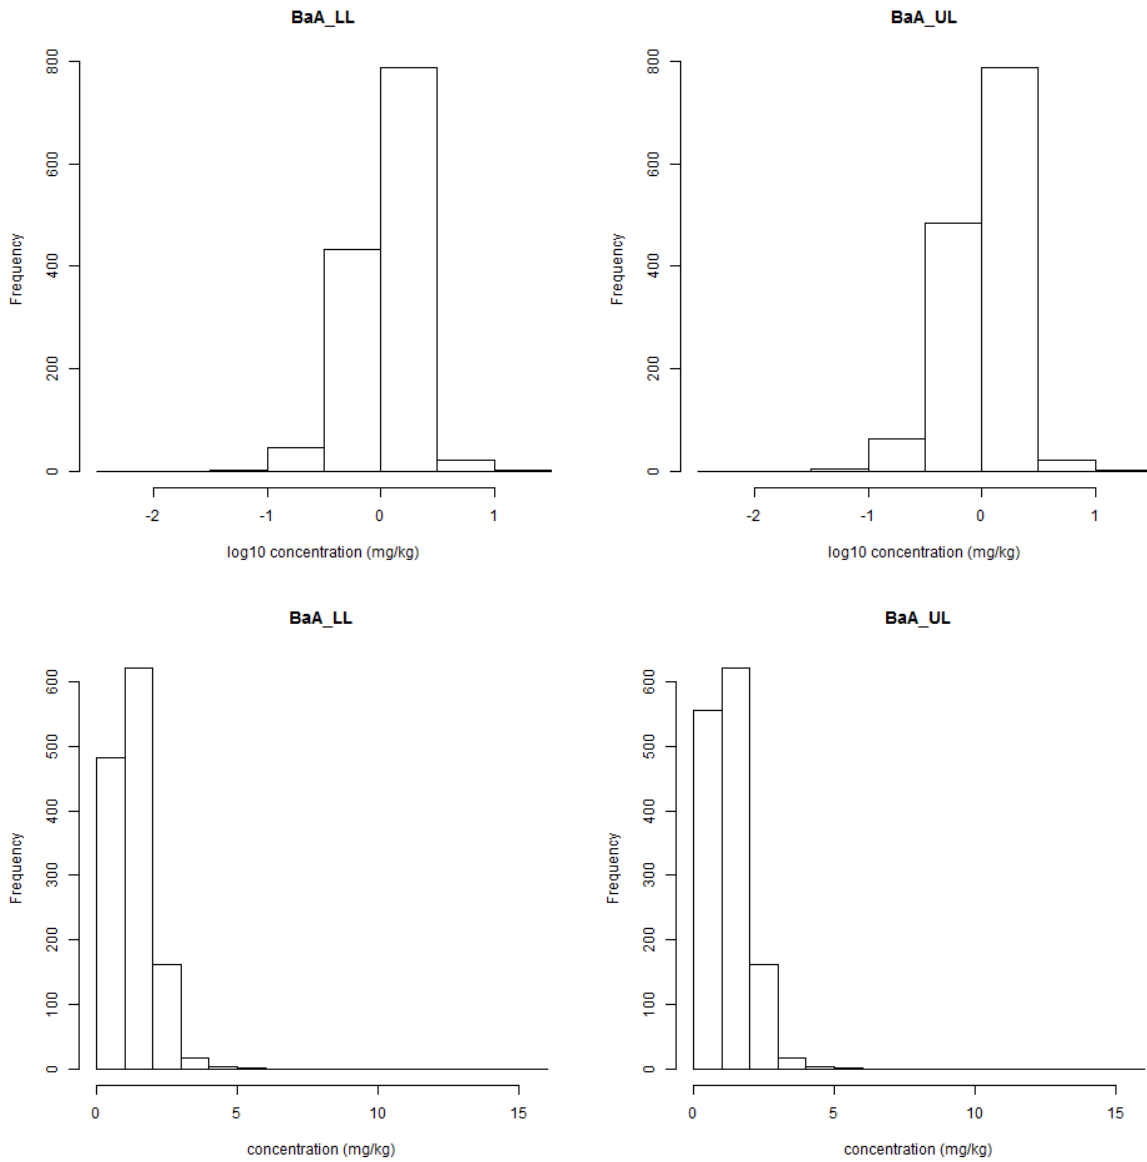 BaA_LL
BaA_UL
Frequency
0 200 400 600 800
-2 -1 0 1
log10 concentration (mg/kg)
Frequency
0 200 400 600 800
-2 -1 0 1
log10 concentration (mg/kg)
BaA_LL
BaA_UL
Frequency
0 100 200 300 400 500 600
0 5 10 15
concentration (mg/kg)
Frequency
0 100 200 300 400 500 600
0 5 10 15
concentration (mg/kg)